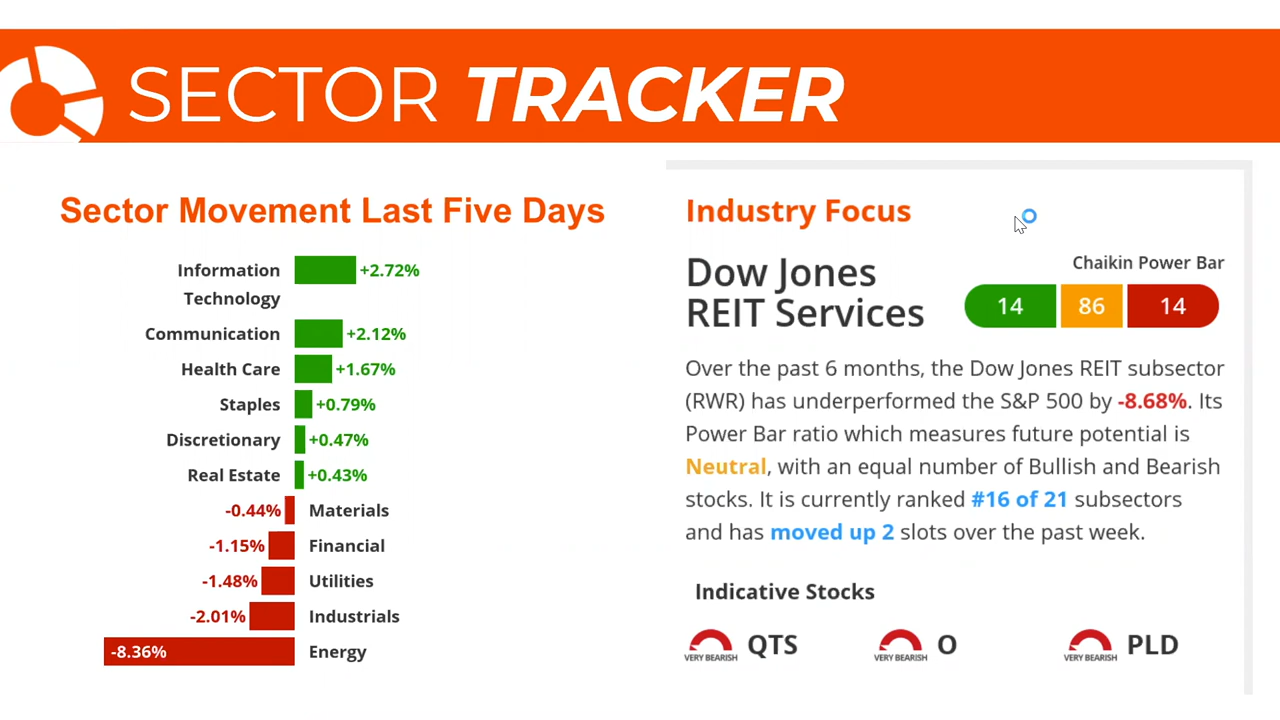 SECTOR TRACKER
Sector Movement Last Five Days
Information
Technology
+2.72%
Communication +2.12%
Health Care +1.67%
Staples +0.79%
Discretionary +0.47%
Real Estate +0.43%
-0.44% Materials
-1.15% Financial
-1.48% Utilities
-2.01% Industrials
-8.36% Energy
Industry Focus
Dow Jones
REIT Services
Chaikin Power Bar
14 86 14
Over the past 6 months, the Dow Jones REIT subsector
(RWR) has underperformed the S&P 500 by -8.68%. Its
Power Bar ratio which measures future potential is
Neutral, with an equal number of Bullish and Bearish
stocks. It is currently ranked #16 of 21 subsectors
and has moved up 2 slots over the past week.
Indicative Stocks
VERY BEARISH QTS
VERY BEARISH O
VERY BEARISH PLD